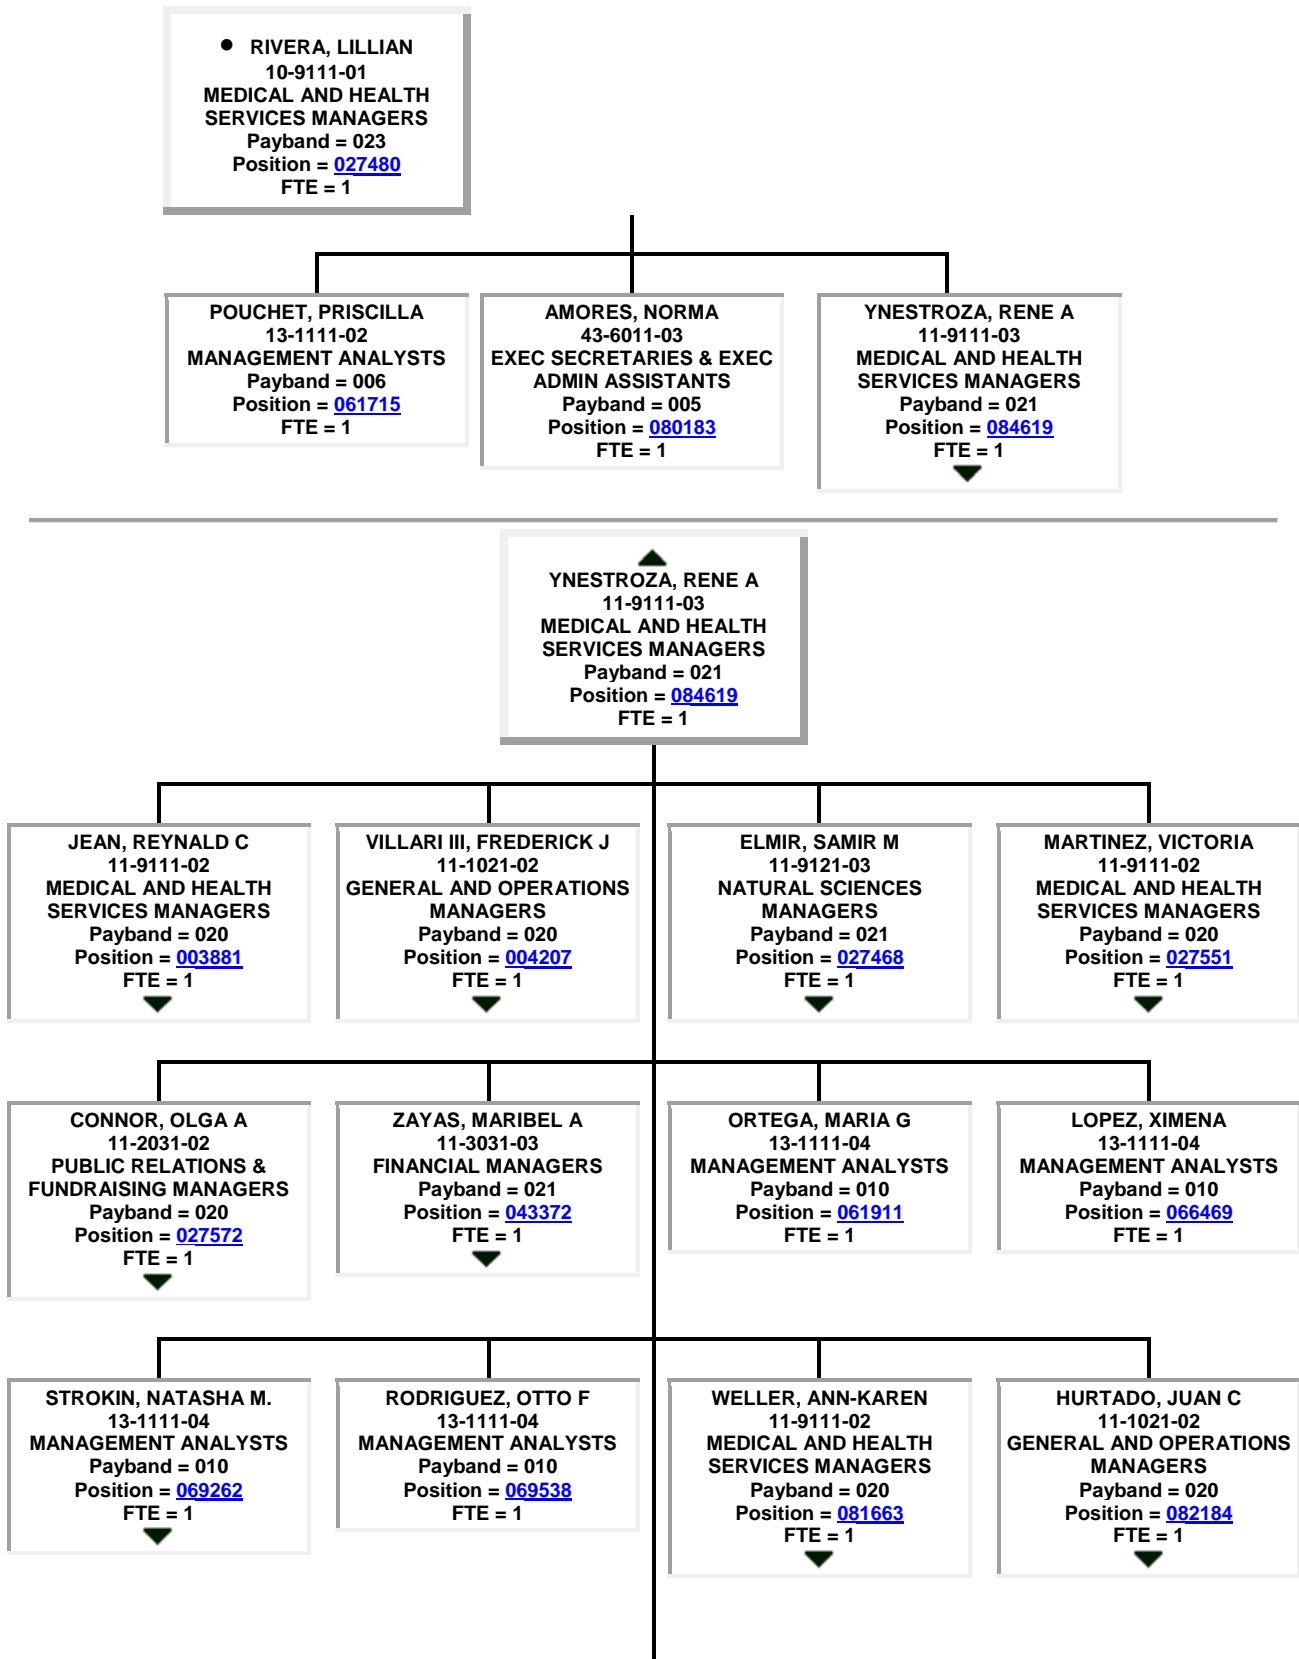 • RIVERA, LILLIAN
10-9111-01
MEDICAL AND HEALTH
SERVICES MANAGERS
Payband = 023
Position = 027480
FTE = 1
POUCHET, PRISCILLA
13-1111-02
MANAGEMENT ANALYSTS
Payband = 006
Position = 061715
FTE = 1
AMORES, NORMA
43-6011-03
EXEC SECRETARIES & EXEC
ADMIN ASSISTANTS
Payband = 005
Position = 080183
FTE = 1
YNESTROZA, RENE A
11-9111-03
MEDICAL AND HEALTH
SERVICES MANAGERS
Payband = 021
Position = 084619
FTE = 1
YNESTROZA, RENE A
11-9111-03
MEDICAL AND HEALTH
SERVICES MANAGERS
Payband = 021
Position = 084619
FTE = 1
JEAN, REYNALD C
11-9111-02
MEDICAL AND HEALTH
SERVICES MANAGERS
Payband = 020
Position = 003881
FTE = 1
VILLARI III, FREDERICK J
11-1021-02
GENERAL AND OPERATIONS
MANAGERS
Payband = 020
Position = 004207
FTE = 1
ELMIR, SAMIR M
11-9121-03
NATURAL SCIENCES
MANAGERS
Payband = 021
Position = 027468
FTE = 1
MARTINEZ, VICTORIA
11-9111-02
MEDICAL AND HEALTH
SERVICES MANAGERS
Payband = 020
Position = 027551
FTE = 1
CONNOR, OLGA A
11-2031-02
PUBLIC RELATIONS &
FUNDRAISING MANAGERS
Payband = 020
Position = 027572
FTE = 1
ZAYAS, MARIBEL A
11-3031-03
FINANCIAL MANAGERS
Payband = 021
Position = 043372
FTE = 1
ORTEGA, MARIA G
13-1111-04
MANAGEMENT ANALYSTS
Payband = 010
Position = 061911
FTE = 1
LOPEZ, XIMENA
13-1111-04
MANAGEMENT ANALYSTS
Payband = 010
Position = 066469
FTE = 1
STROKIN, NATASHA M.
13-1111-04
MANAGEMENT ANALYSTS
Payband = 010
Position = 069262
FTE = 1
RODRIGUEZ, OTTO F
13-1111-04
MANAGEMENT ANALYSTS
Payband = 010
Position = 069538
FTE = 1
WELLER, ANN-KAREN
11-9111-02
MEDICAL AND HEALTH
SERVICES MANAGERS
Payband = 020
Position = 081663
FTE = 1
HURTADO, JUAN C
11-1021-02
GENERAL AND OPERATIONS
MANAGERS
Payband = 020
Position = 082184
FTE = 1